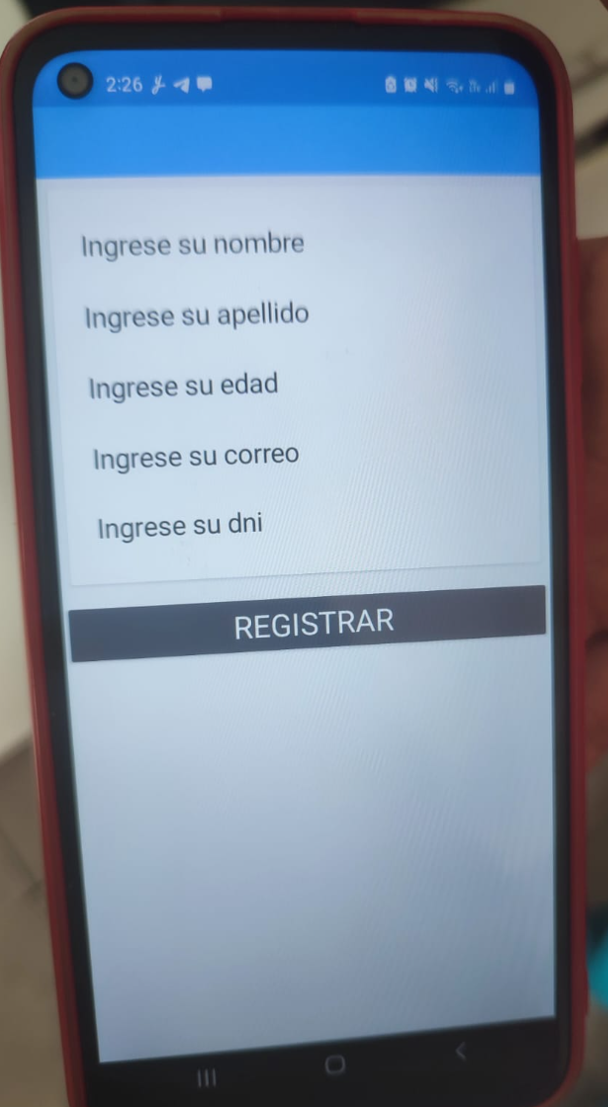 2:26
Ingrese su nombre
Ingrese su apellido
Ingrese su edad
Ingrese su correo
Ingrese su dni
REGISTRAR